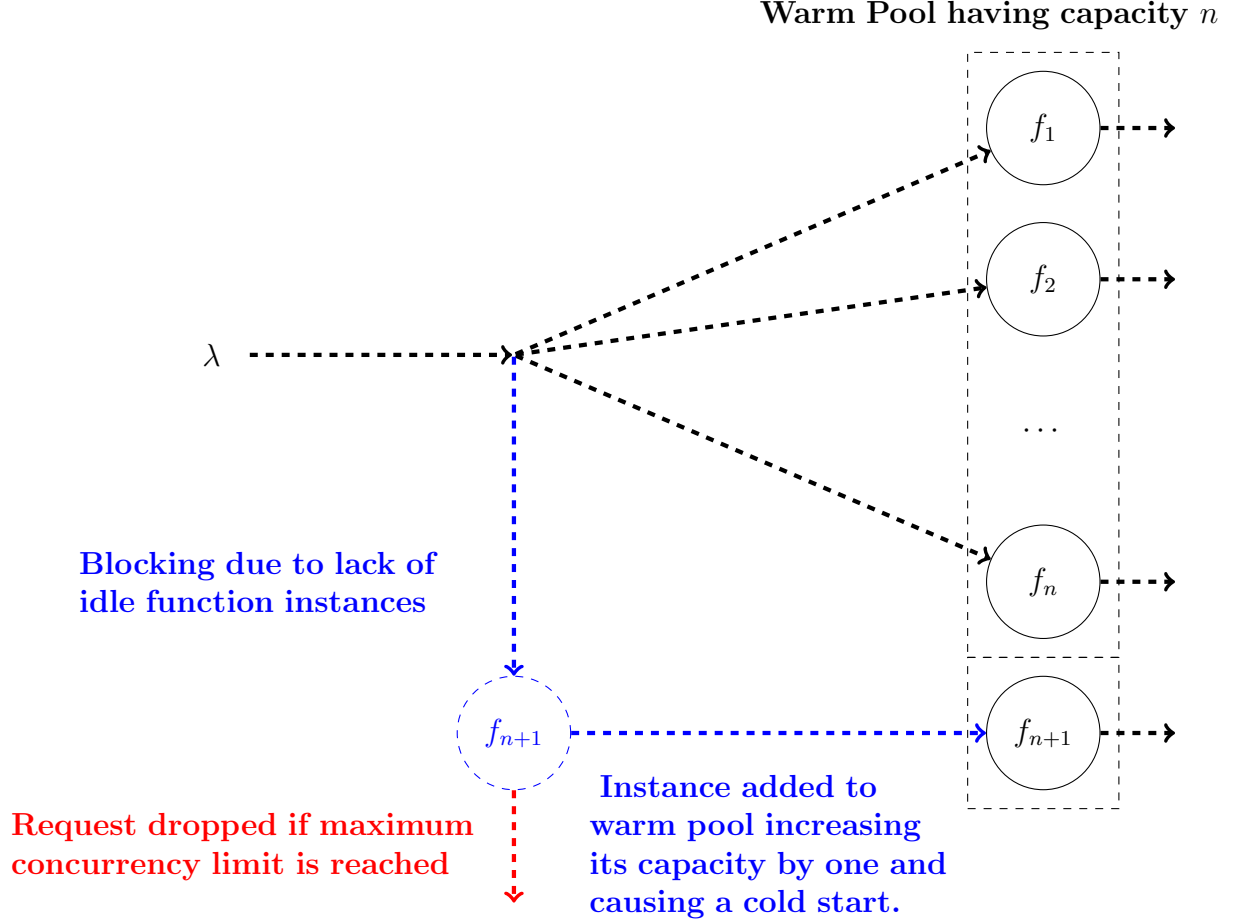 Warm Pool having capacity n
f₁
f₂
λ
...
Blocking due to lack of
idle function instances
fₙ
fₙ₊₁
fₙ₊₁
Instance added to
warm pool increasing
its capacity by one and
causing a cold start.
Request dropped if maximum
concurrency limit is reached